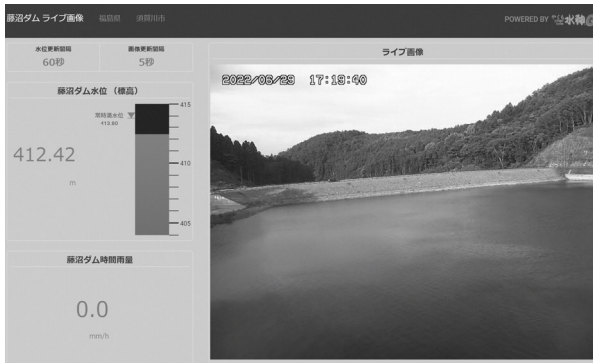 藤沼ダム ライブ画像 福島県 須賀川市
POWERED BY 水神
水位更新間隔
60秒
画像更新間隔
5秒
藤沼ダム水位（標高）
常時満水位
413.80
412.42
m
415
410
405
藤沼ダム時間雨量
0.0
mm/h
ライブ画像
2022/06/29 17:19:40